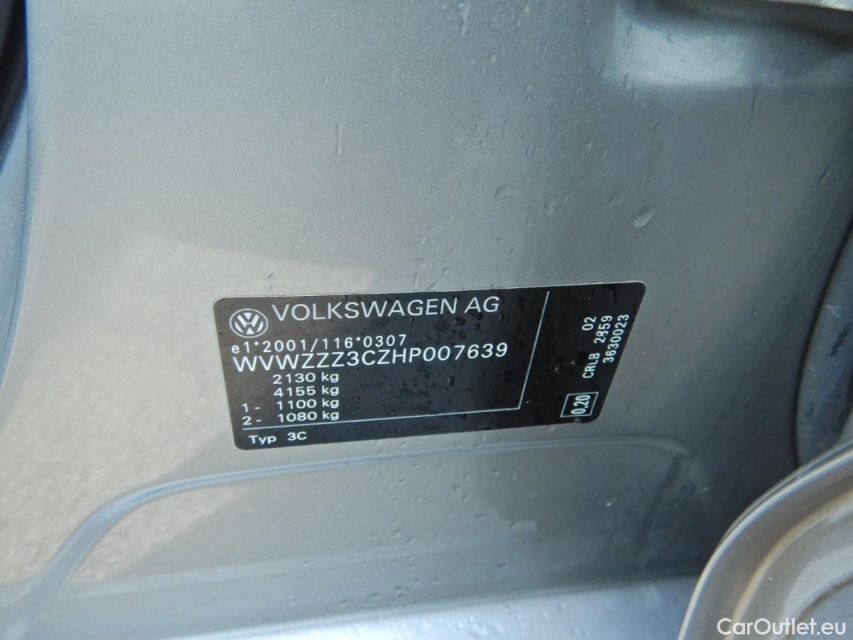 VOLKSWAGEN AG
e1*2001/116*0307
WVWZZZ3CZHP007639
2130 kg
4155 kg
1 - 1100 kg
2 - 1080 kg
Typ 3C
02
CRLB 2859
3630023
0,20
CarOutlet.eu